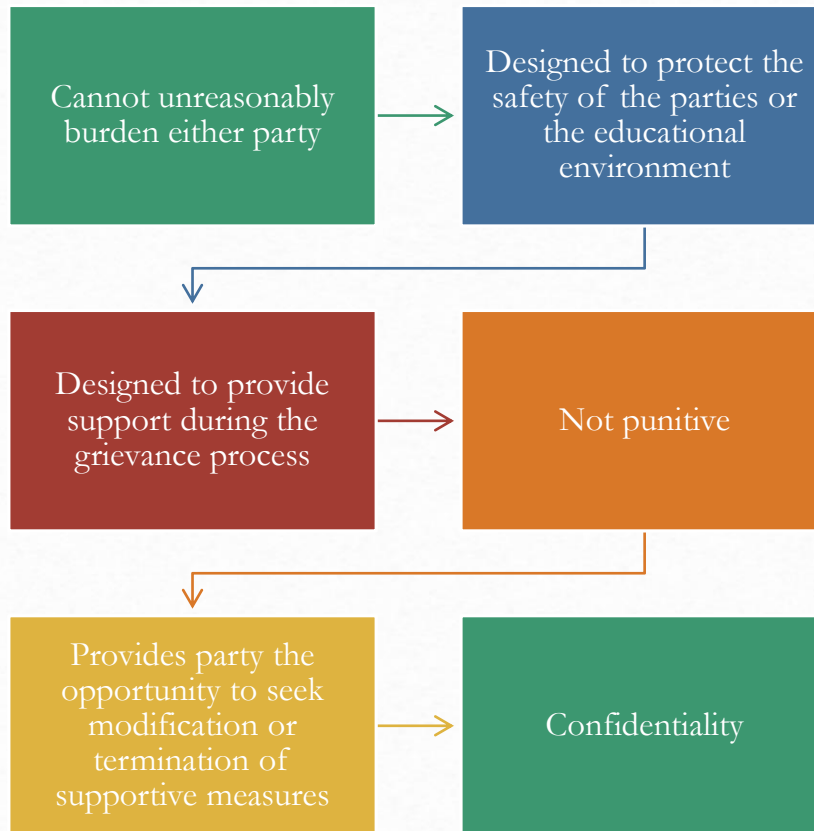 Cannot unreasonably
burden either party
Designed to protect the
safety of the parties or
the educational
environment
Designed to provide
support during the
grievance process
Not punitive
Provides party the
opportunity to seek
modification or
termination of
supportive measures
Confidentiality